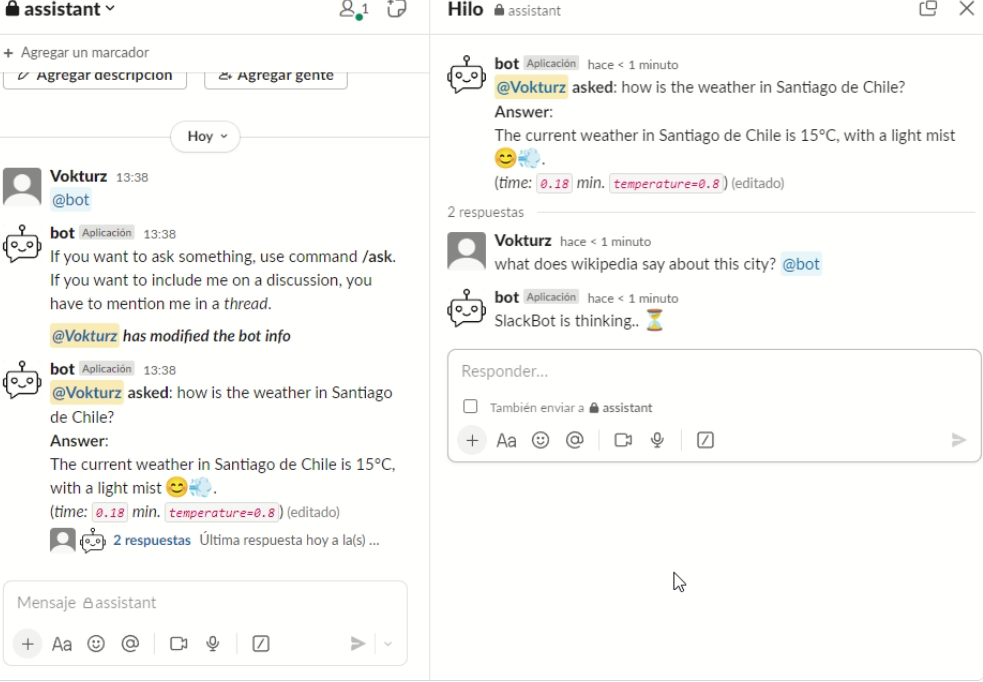 assistant
1
+ Agregar un marcador
Agregar descripción
Agregar gente
Hoy
Vokturz 13:38
@bot
bot Aplicación 13:38
If you want to ask something, use command /ask.
If you want to include me on a discussion, you
have to mention me in a thread.
@Vokturz has modified the bot info
bot Aplicación 13:38
@Vokturz asked: how is the weather in Santiago
de Chile?
Answer:
The current weather in Santiago de Chile is 15°C,
with a light mist 😊💨.
(time: 0.18 min. temperature=0.8) (editado)
2 respuestas Última respuesta hoy a la(s) ...
Mensaje assistant
+ Aa @
Hilo assistant
bot Aplicación hace < 1 minuto
@Vokturz asked: how is the weather in Santiago de Chile?
Answer:
The current weather in Santiago de Chile is 15°C, with a light mist
😊💨.
(time: 0.18 min. temperature=0.8) (editado)
2 respuestas
Vokturz hace < 1 minuto
what does wikipedia say about this city? @bot
bot Aplicación hace < 1 minuto
SlackBot is thinking.. ⏳
Responder...
También enviar a assistant
+ Aa @